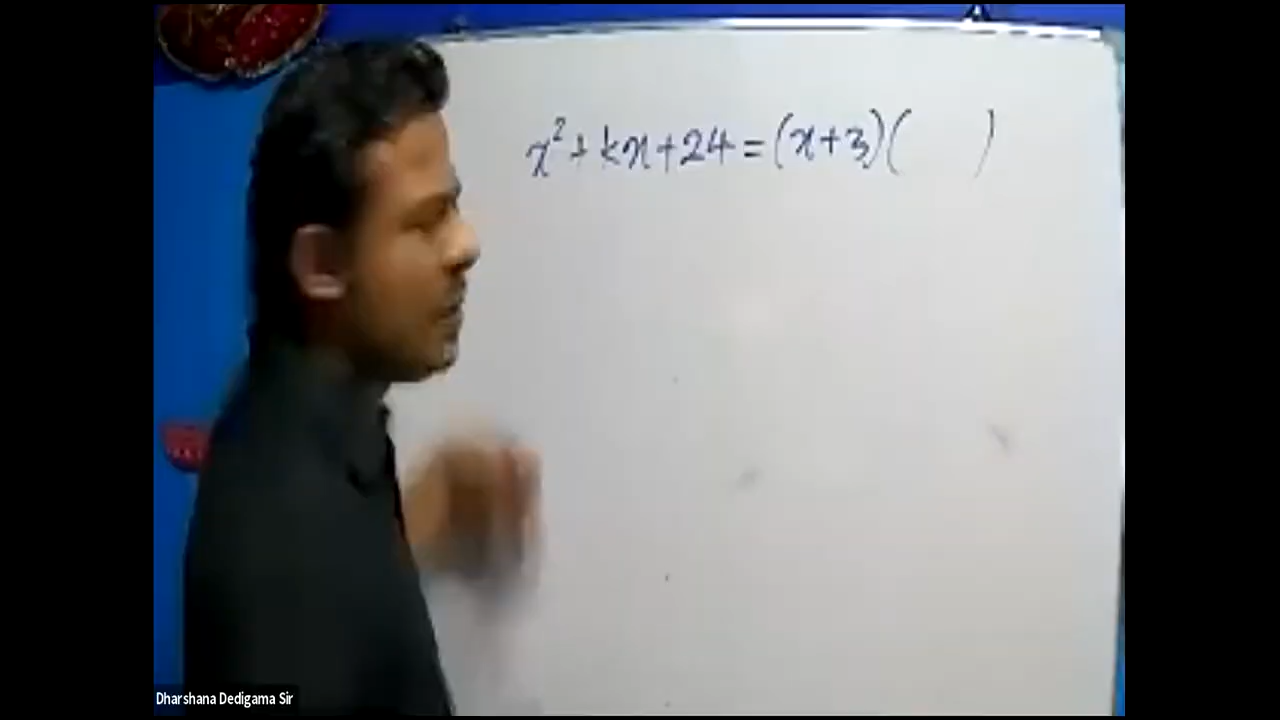 x² + kx + 24 = (x + 3)(      )
Dharshana Dedigama Sir